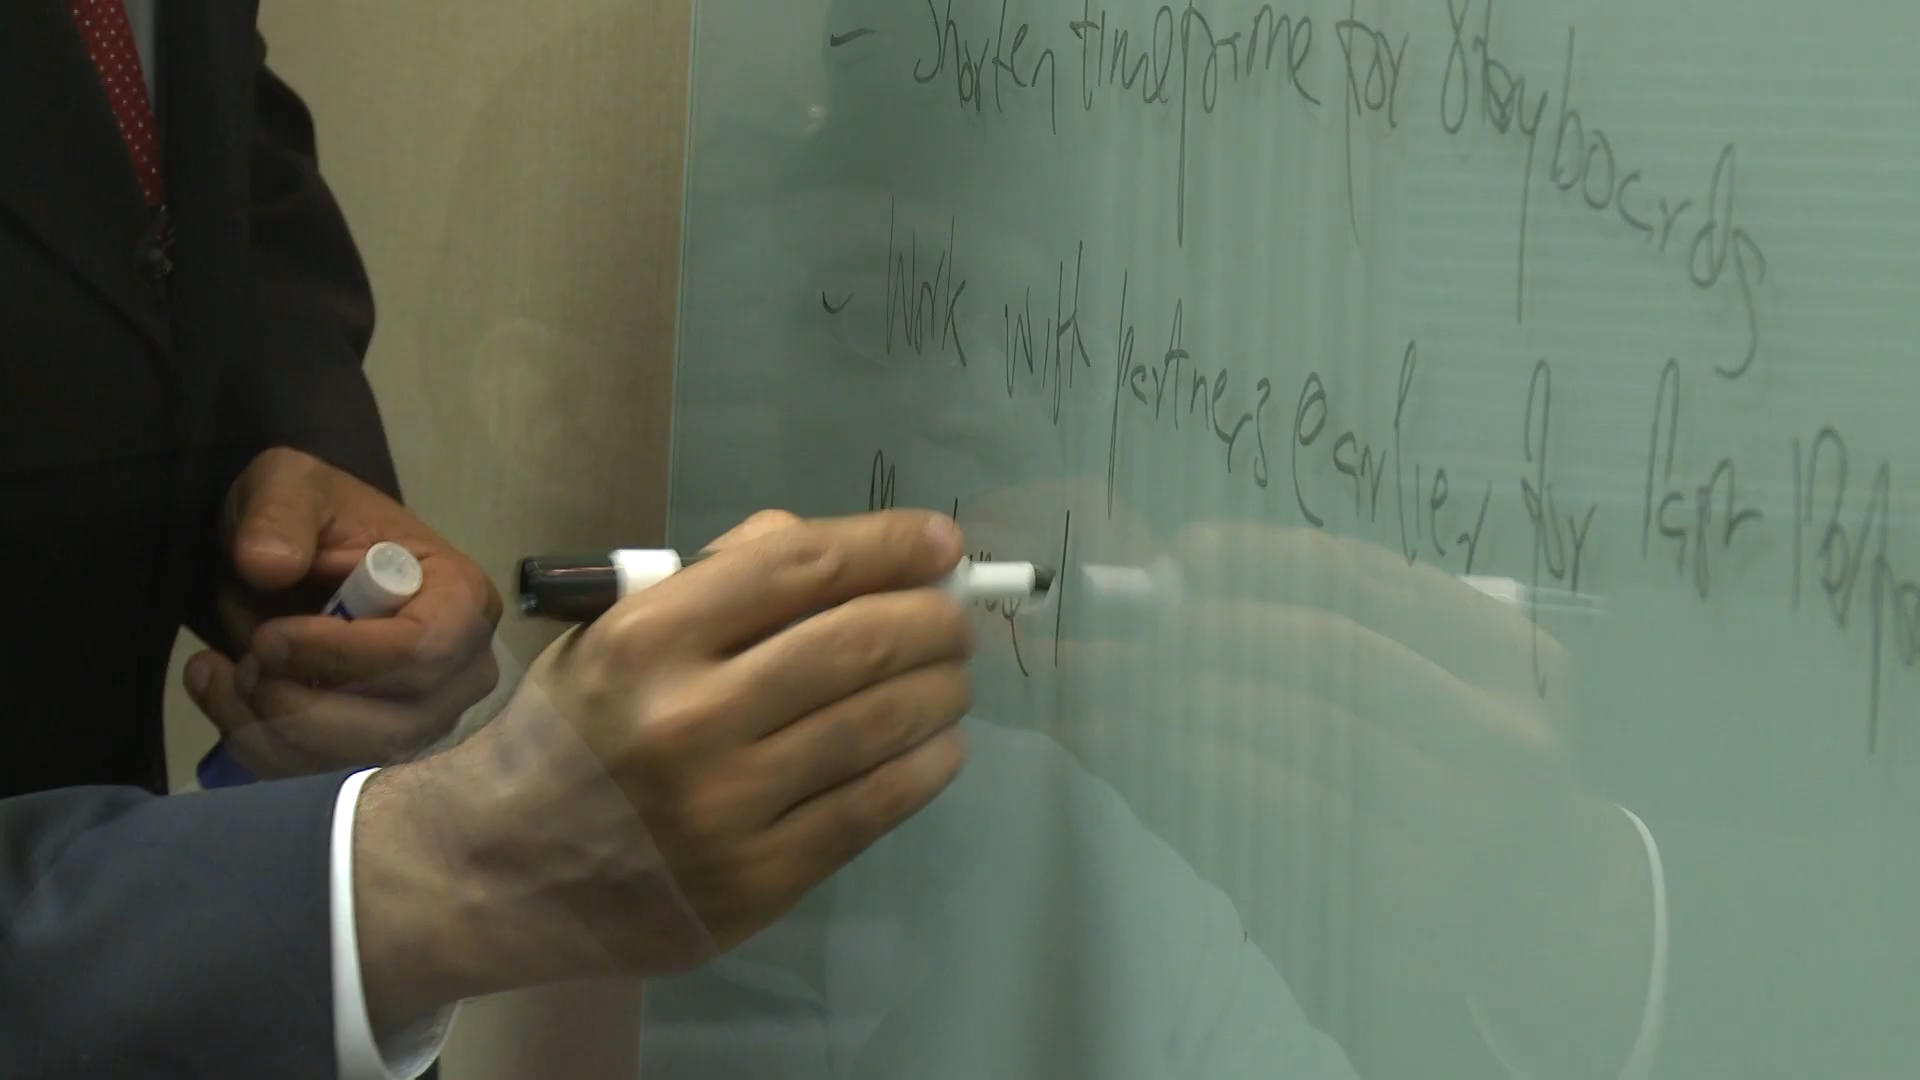 - Shorten timeframe for Storyboards
- Work with partners earlier for